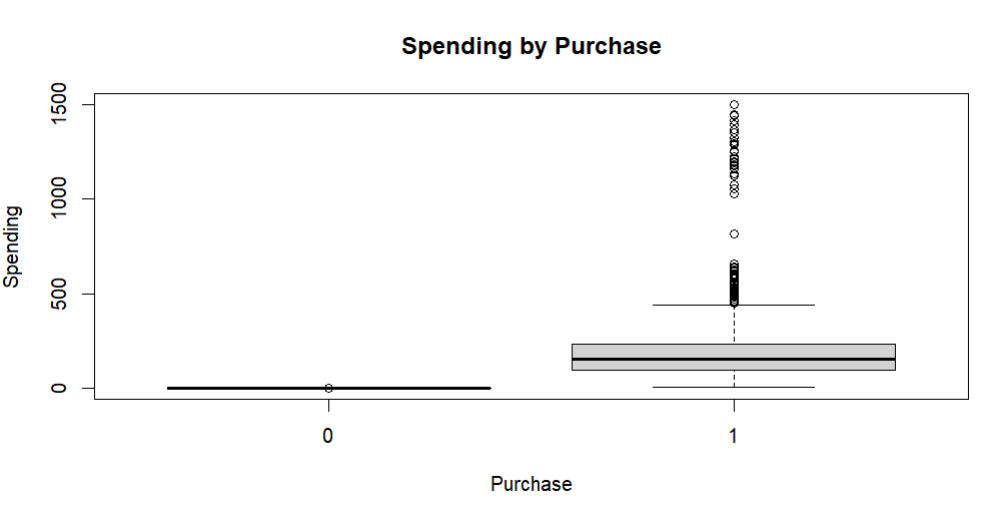 Spending by Purchase
1500
1000
500
0
Spending
0 1
Purchase